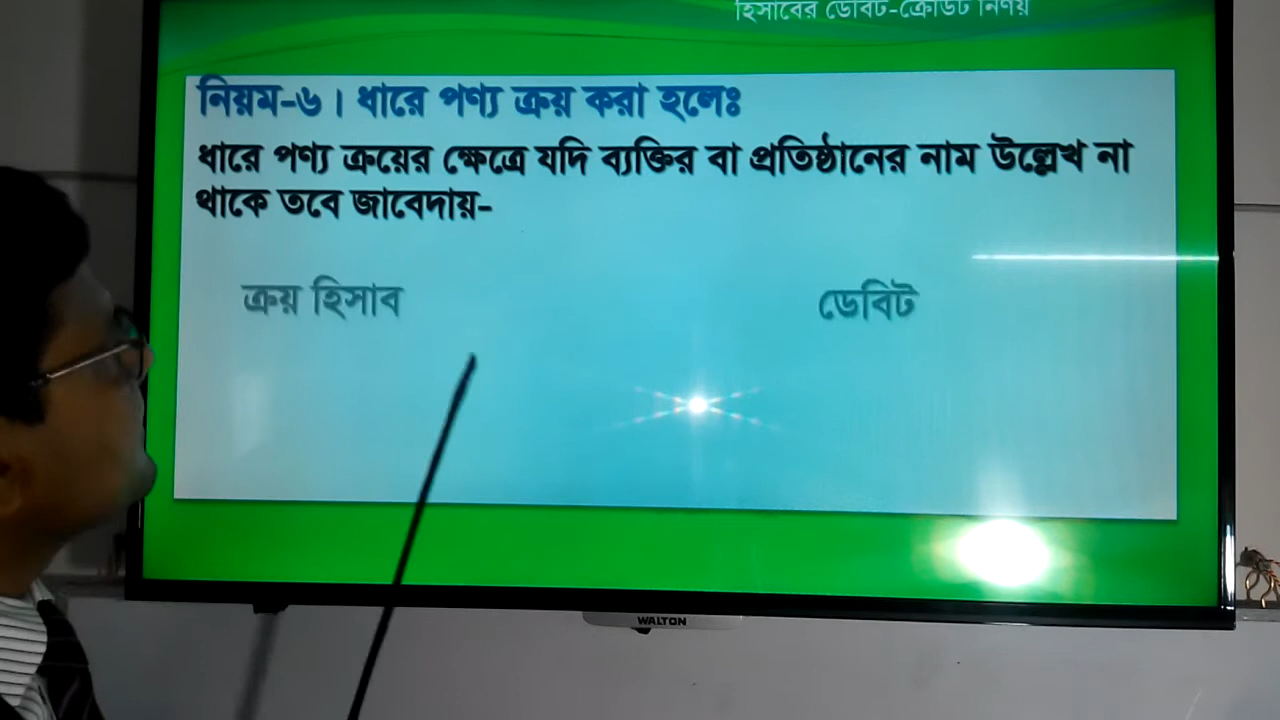 হিসাবের ডেবিট-ক্রেডিট নির্ণয়
নিয়ম-৬। ধারে পণ্য ক্রয় করা হলেঃ
ধারে পণ্য ক্রয়ের ক্ষেত্রে যদি ব্যক্তির বা প্রতিষ্ঠানের নাম উল্লেখ না
থাকে তবে জাবেদায়-
ক্রয় হিসাব ডেবিট
WALTON